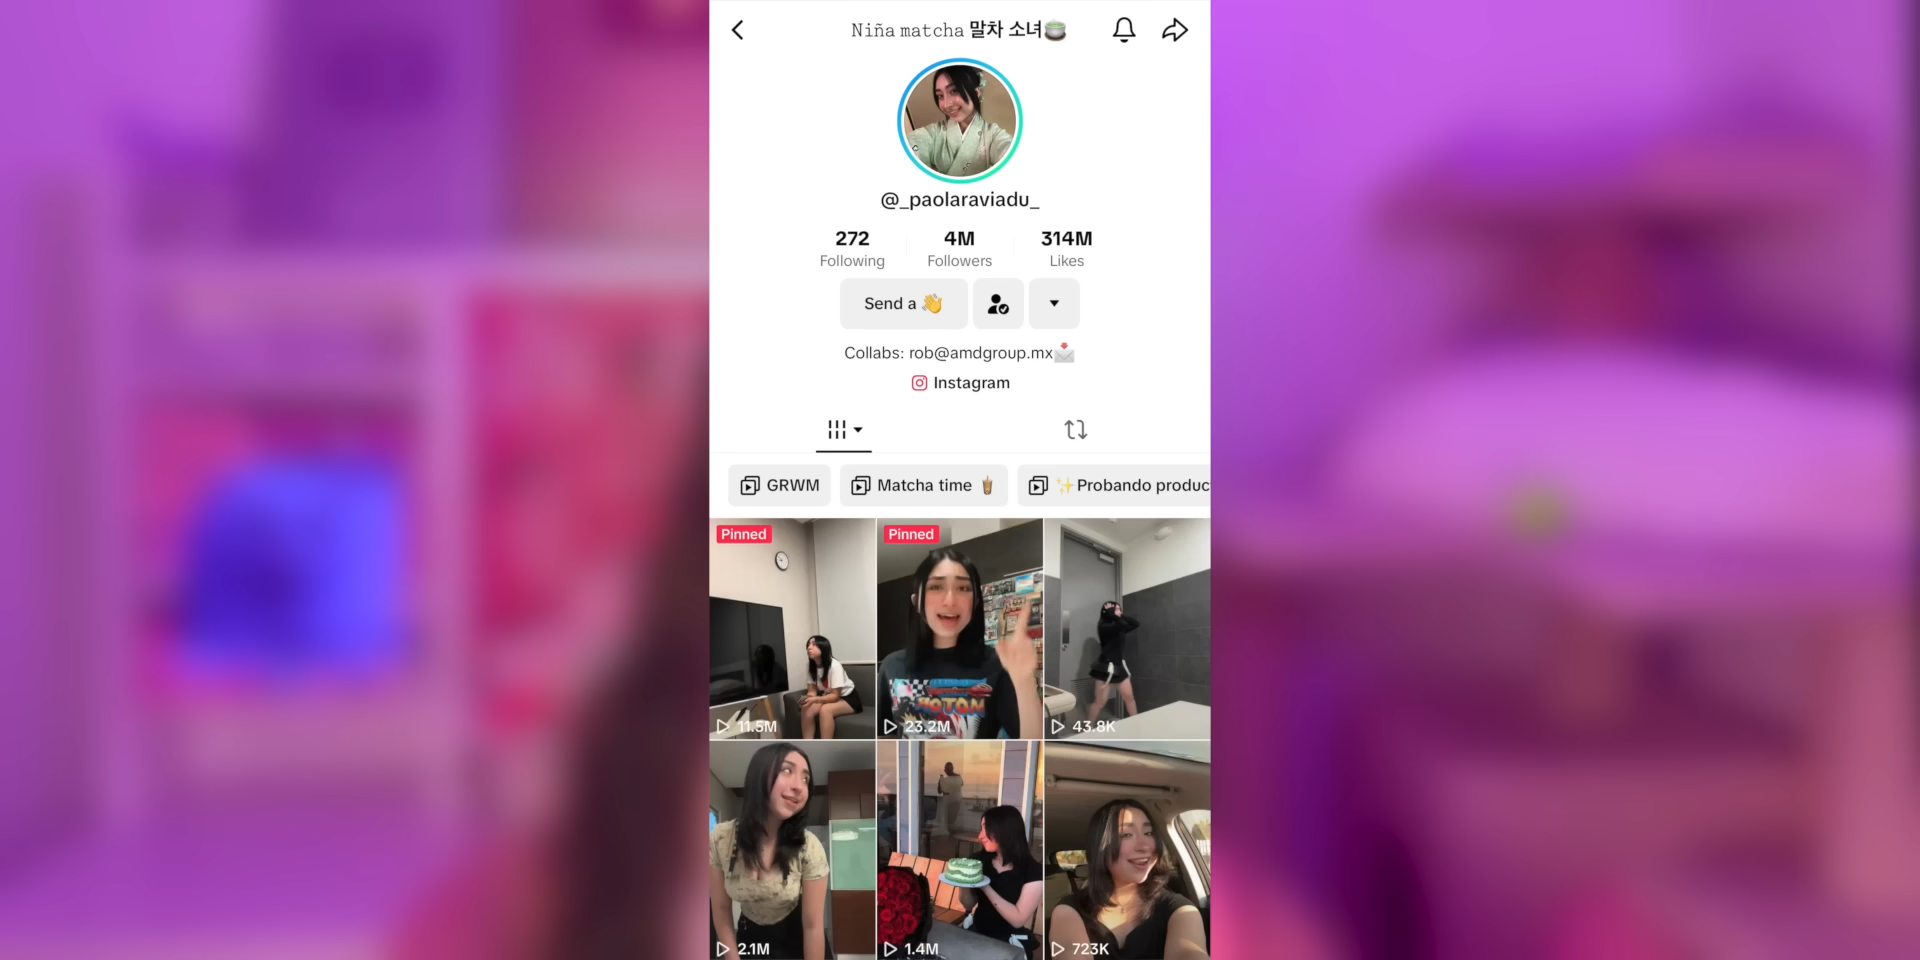 Niña matcha 말차 소녀🍵
@_paolaraviadu_
272
Following
4M
Followers
314M
Likes
Send a 👋
Collabs: rob@amdgroup.mx📩
Instagram
GRWM
Matcha time 🧋
✨Probando produc
Pinned
Pinned
11.5M
23.2M
43.8K
2.1M
1.4M
723K